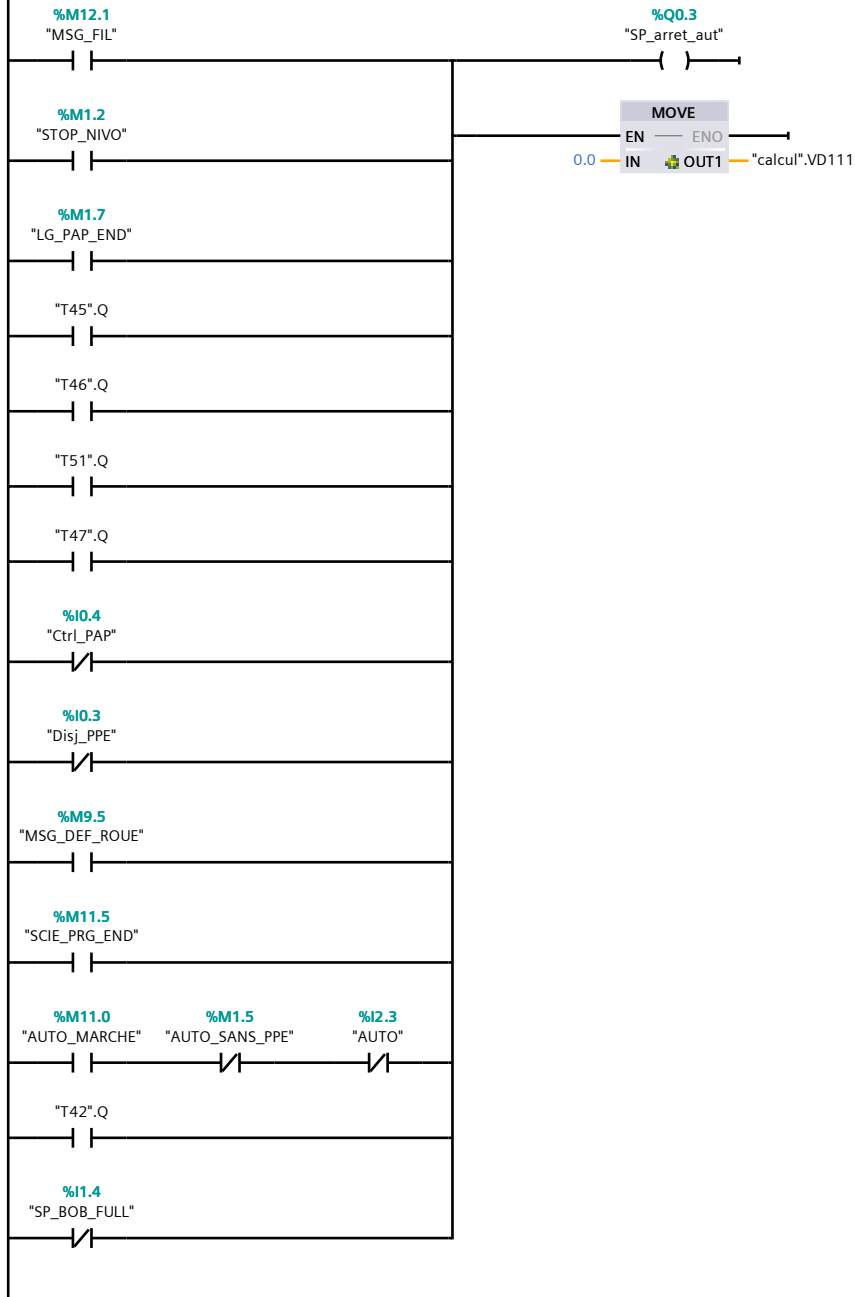 %M12.1
"MSG_FIL"
%Q0.3
"SP_arret_aut"
MOVE
EN
ENO
0.0
IN
OUT1
"calcul".VD111
%M1.2
"STOP_NIVO"
%M1.7
"LG_PAP_END"
"T45".Q
"T46".Q
"T51".Q
"T47".Q
%I0.4
"Ctrl_PAP"
%I0.3
"Disj_PPE"
%M9.5
"MSG_DEF_ROUE"
%M11.5
"SCIE_PRG_END"
%M11.0 %M1.5 %I2.3
"AUTO_MARCHE" "AUTO_SANS_PPE" "AUTO"
"T42".Q
%I1.4
"SP_BOB_FULL"